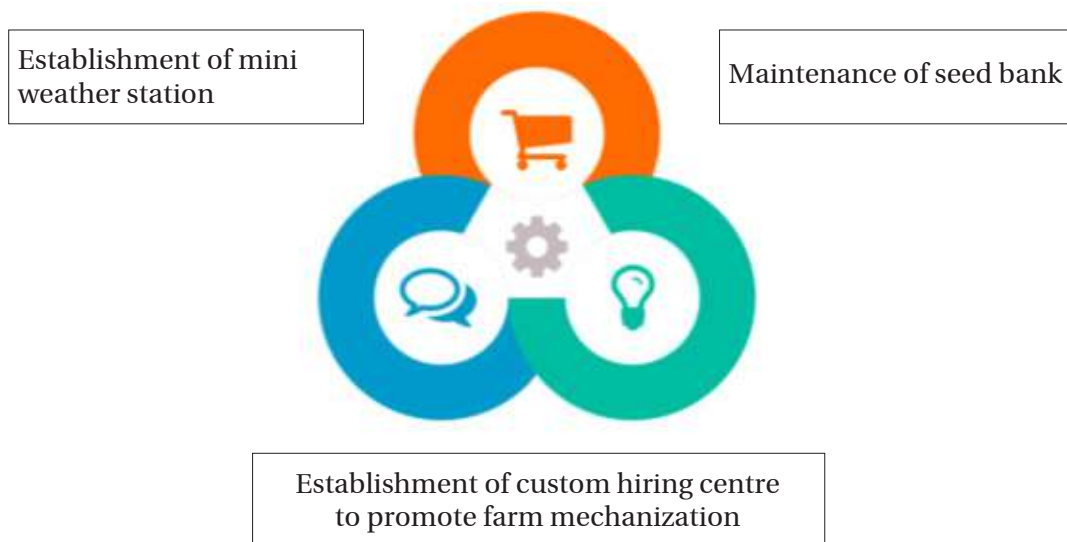 Establishment of mini
weather station
Maintenance of seed bank
Establishment of custom hiring centre
to promote farm mechanization